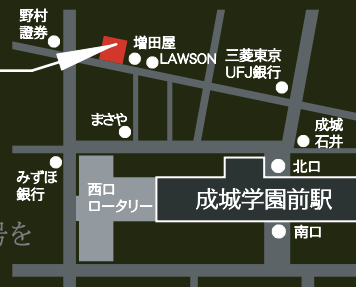 野村
證券
増田屋
LAWSON
三菱東京
UFJ銀行
まさや
成城
石井
みずほ
銀行
西口
ロータリー
北口
成城学園前駅
南口
号を